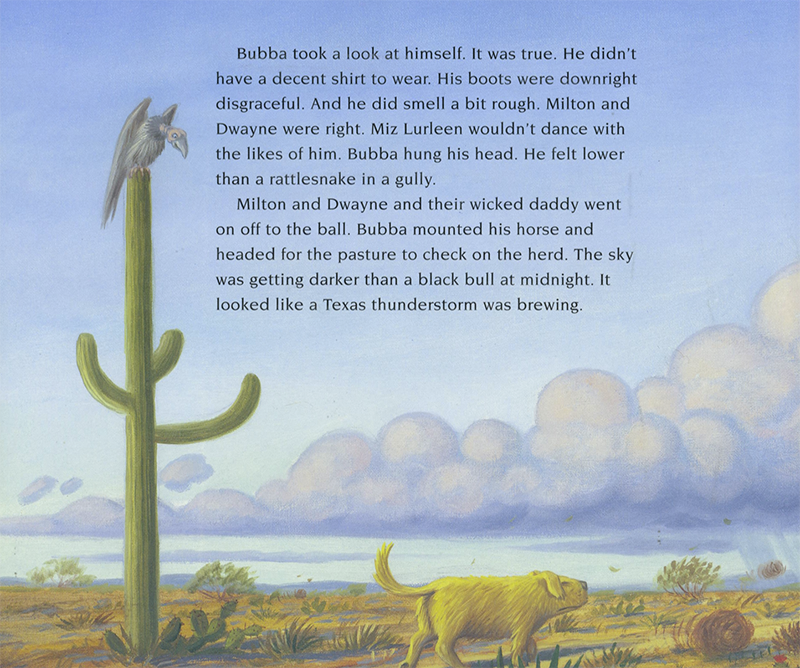 Bubba took a look at himself. It was true. He didn't
have a decent shirt to wear. His boots were downright
disgraceful. And he did smell a bit rough. Milton and
Dwayne were right. Miz Lurleen wouldn't dance with
the likes of him. Bubba hung his head. He felt lower
than a rattlesnake in a gully.
Milton and Dwayne and their wicked daddy went
on off to the ball. Bubba mounted his horse and
headed for the pasture to check on the herd. The sky
was getting darker than a black bull at midnight. It
looked like a Texas thunderstorm was brewing.